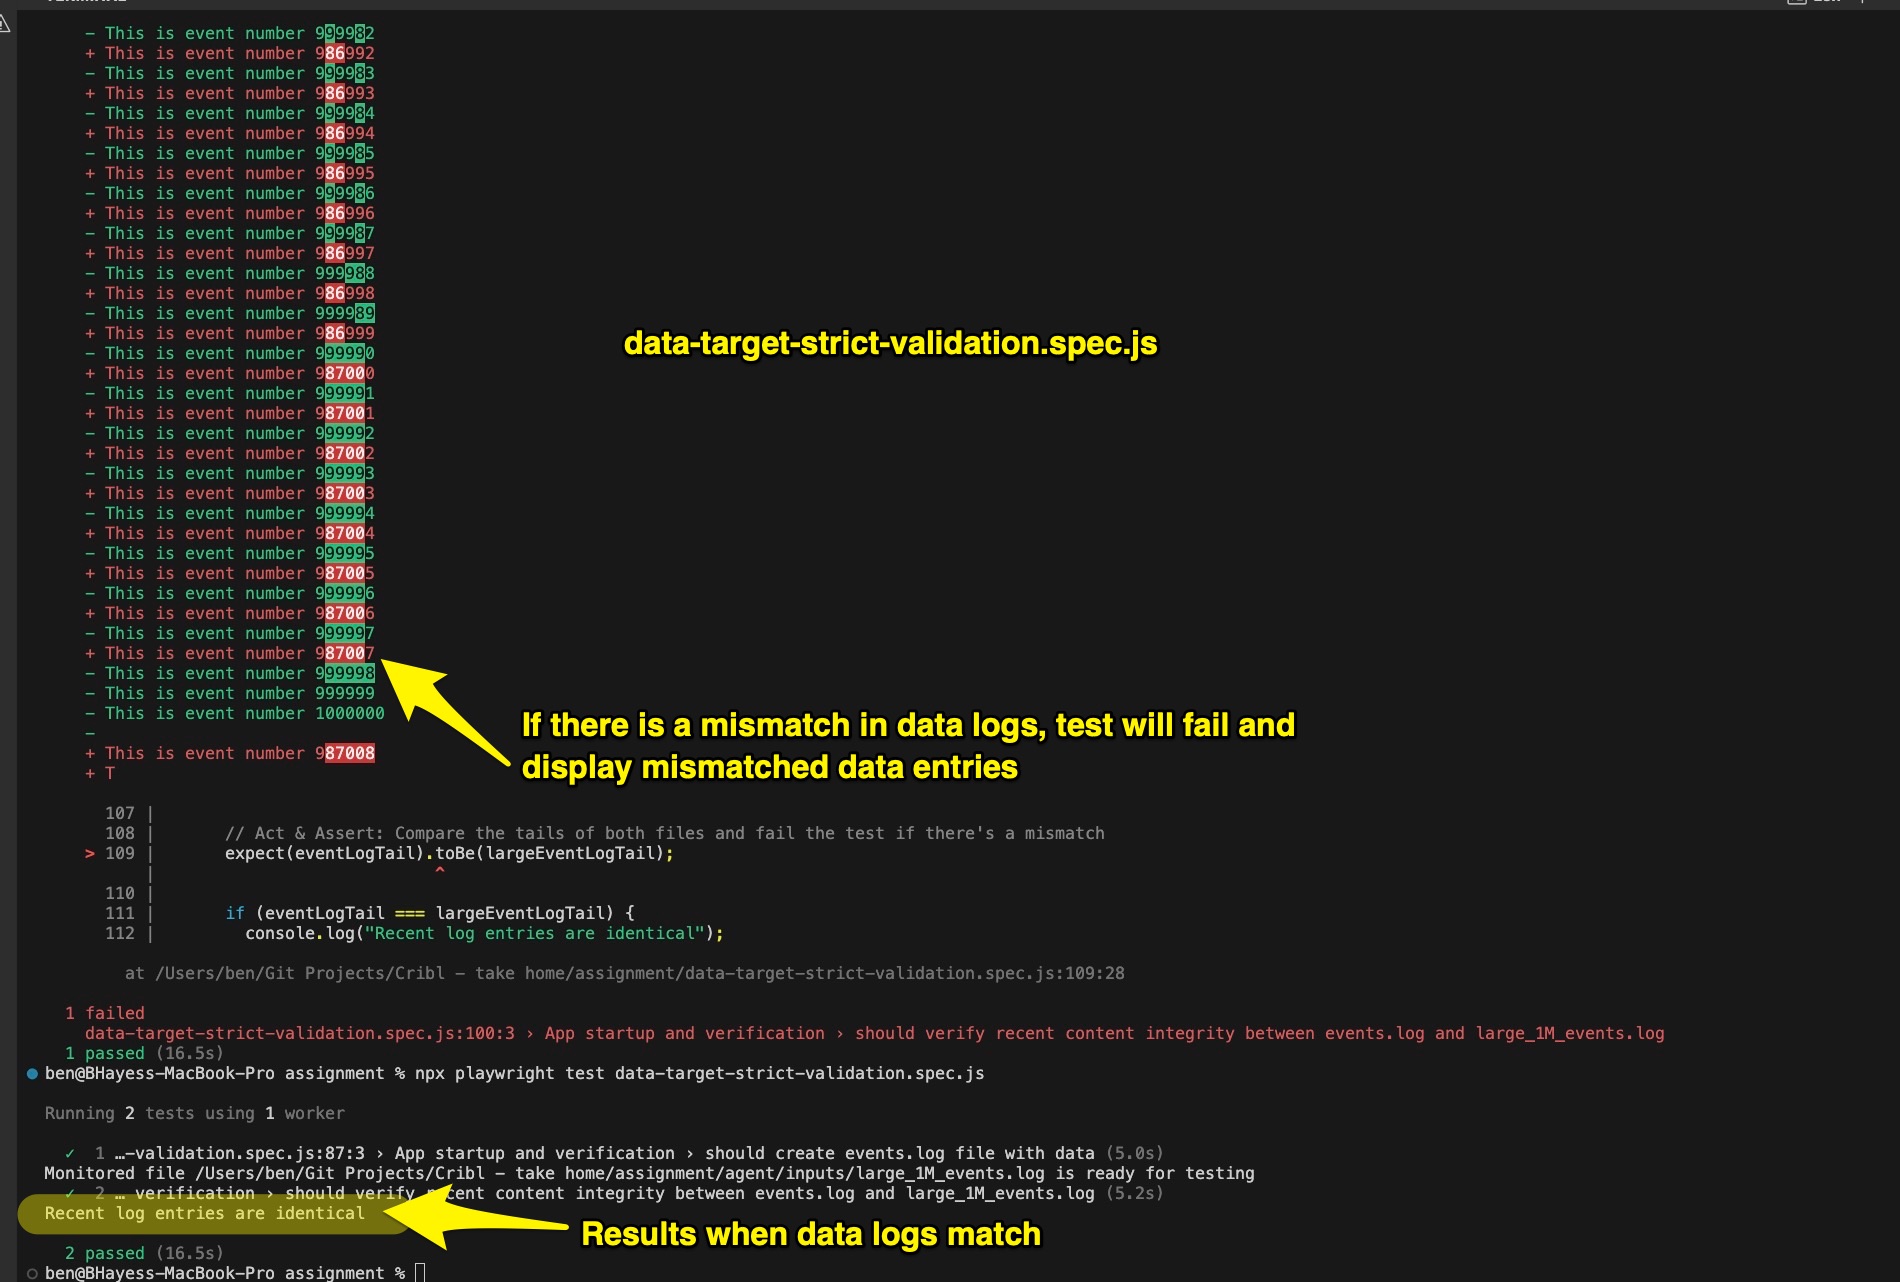 - This is event number 999982
+ This is event number 986992
- This is event number 999983
+ This is event number 986993
- This is event number 999984
+ This is event number 986994
- This is event number 999985
+ This is event number 986995
- This is event number 999986
+ This is event number 986996
- This is event number 999987
+ This is event number 986997
- This is event number 999988
+ This is event number 986998
- This is event number 999989
+ This is event number 986999
- This is event number 999990
+ This is event number 987000
- This is event number 999991
+ This is event number 987001
- This is event number 999992
+ This is event number 987002
- This is event number 999993
+ This is event number 987003
- This is event number 999994
+ This is event number 987004
- This is event number 999995
+ This is event number 987005
- This is event number 999996
+ This is event number 987006
- This is event number 999997
+ This is event number 987007
- This is event number 999998
- This is event number 999999
- This is event number 1000000
-
+ This is event number 987008
+ T
data-target-strict-validation.spec.js
If there is a mismatch in data logs, test will fail and
display mismatched data entries
107 |
108 | // Act & Assert: Compare the tails of both files and fail the test if there's a mismatch
> 109 | expect(eventLogTail).toBe(largeEventLogTail);
| ^
110 |
111 | if (eventLogTail === largeEventLogTail) {
112 | console.log("Recent log entries are identical");
at /Users/ben/Git Projects/Cribl - take home/assignment/data-target-strict-validation.spec.js:109:28
1 failed
data-target-strict-validation.spec.js:100:3 › App startup and verification › should verify recent content integrity between events.log and large_1M_events.log
1 passed (16.5s)
ben@BHayess-MacBook-Pro assignment % npx playwright test data-target-strict-validation.spec.js
Running 2 tests using 1 worker
✓ 1 …-validation.spec.js:87:3 › App startup and verification › should create events.log file with data (5.0s)
Monitored file /Users/ben/Git Projects/Cribl - take home/assignment/agent/inputs/large_1M_events.log is ready for testing
✓ 2 … verification › should verify recent content integrity between events.log and large_1M_events.log (5.2s)
Recent log entries are identical
Results when data logs match
2 passed (16.5s)
ben@BHayess-MacBook-Pro assignment %